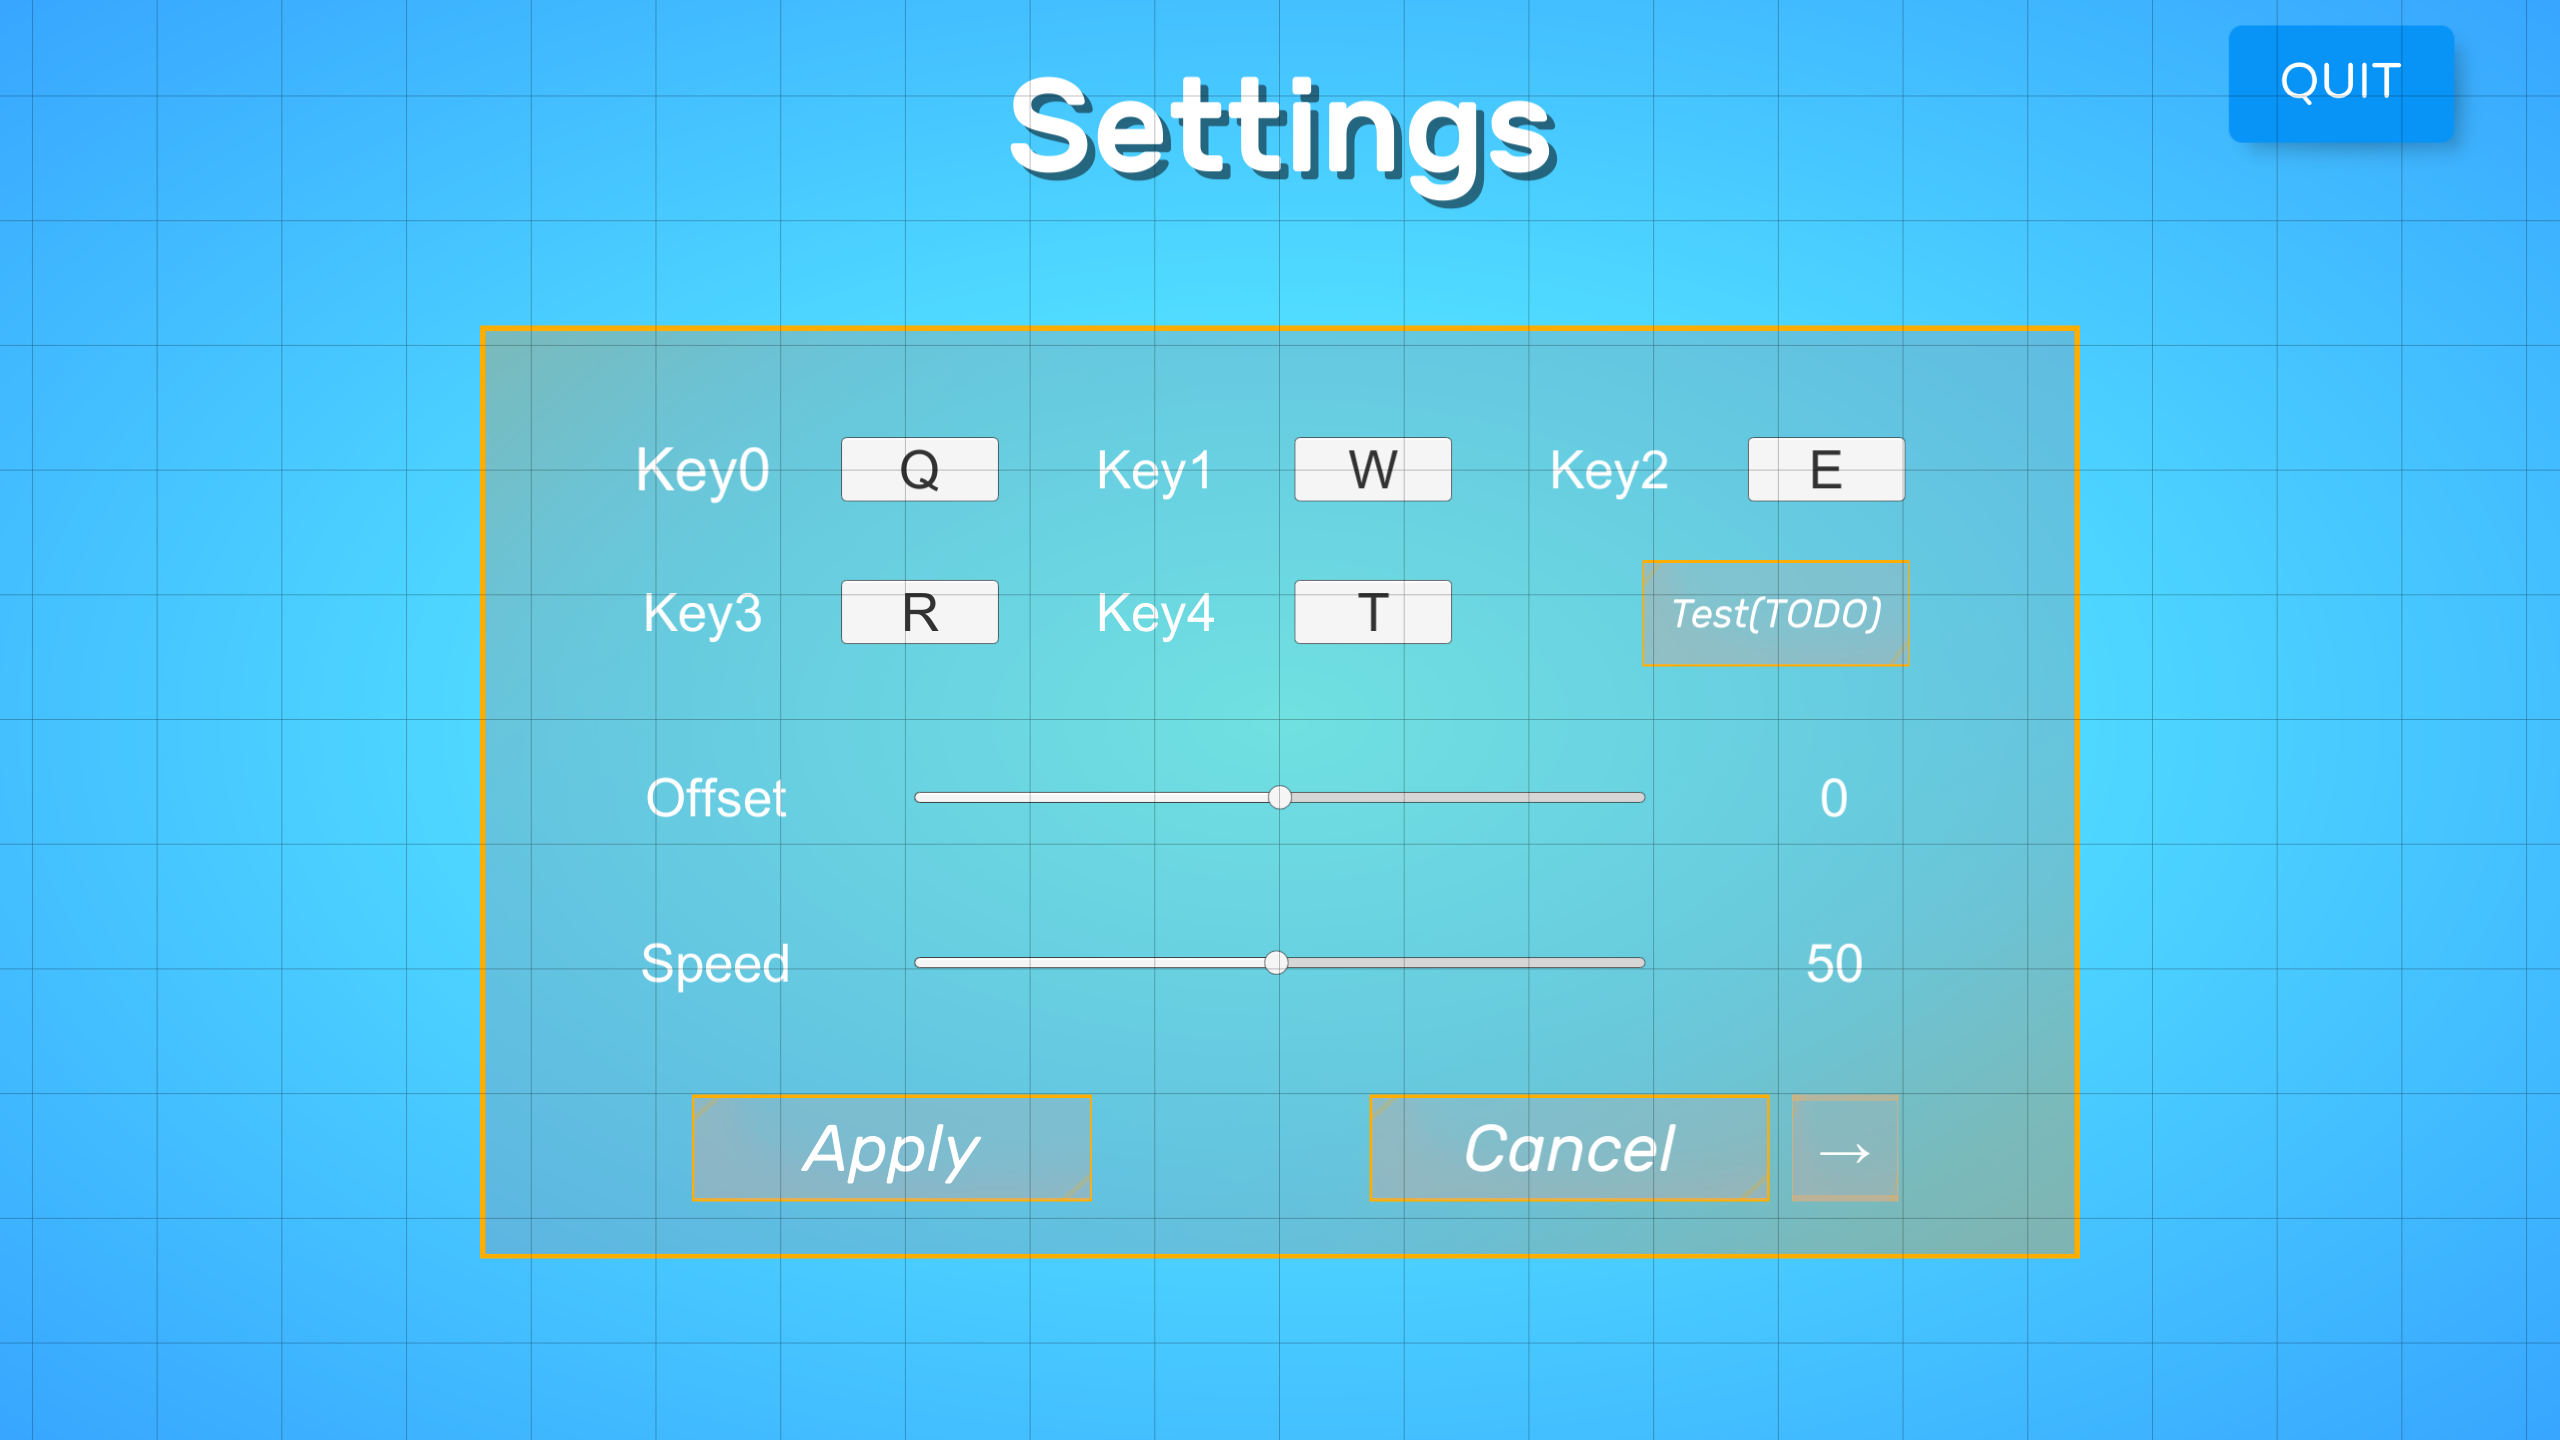 Settings
QUIT
Key0 Q Key1 W Key2 E
Key3 R Key4 T Test(TODO)
Offset 0
Speed 50
Apply Cancel →